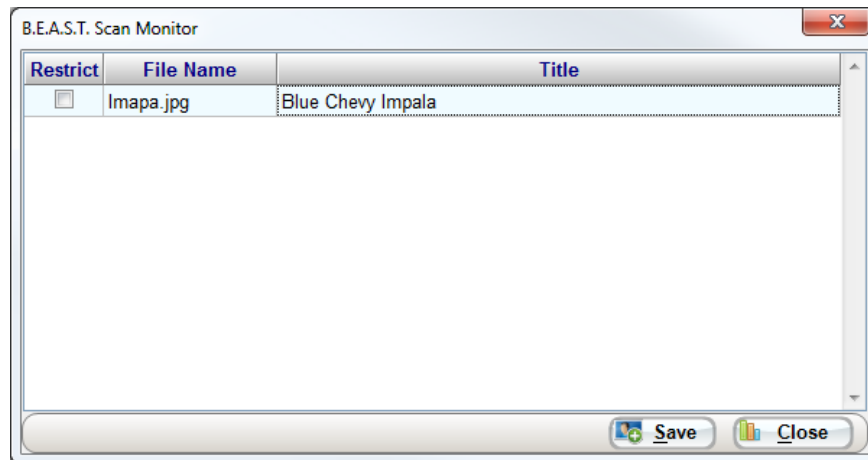 B.E.A.S.T. Scan Monitor
Restrict File Name Title
Imapa.jpg Blue Chevy Impala
Save Close